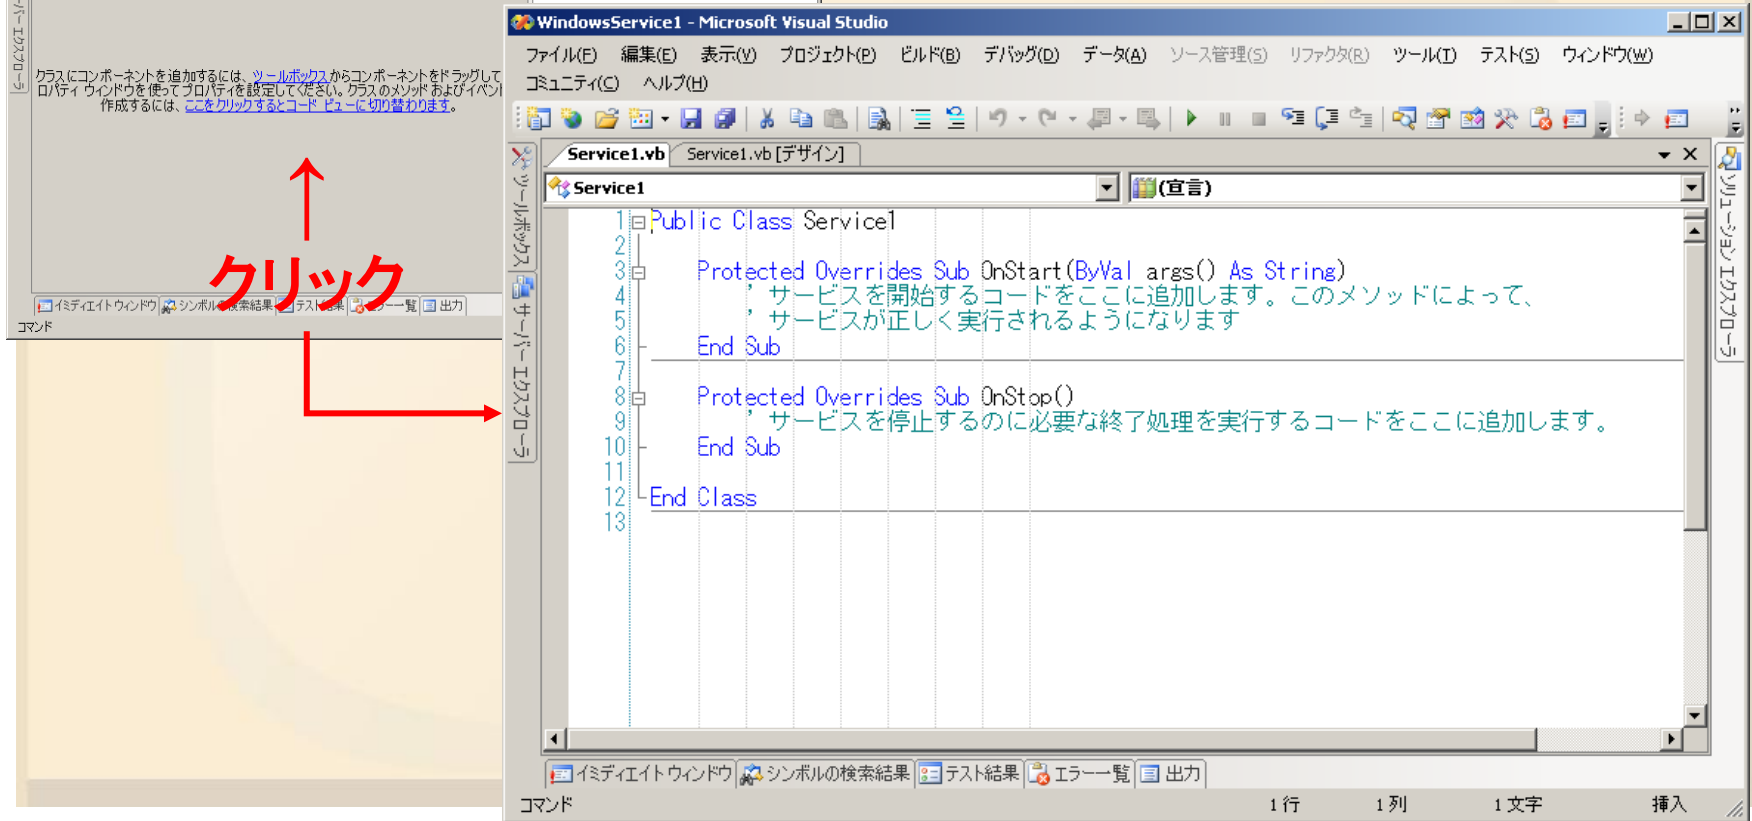 ーバー エクスプローラ
クラスにコンポーネントを追加するには、ツールボックスからコンポーネントをドラッグして
ロパティ ウィンドウを使ってプロパティを設定してください。クラスのメソッド およびイベン
作成するには、ここをクリックするとコード ビューに切り替わります。
クリック
イミディエイト ウィンドウ シンボルの検索結果 テスト結果 エラー一覧 出力
コマンド
WindowsService1 - Microsoft Visual Studio
ファイル(F) 編集(E) 表示(V) プロジェクト(P) ビルド(B) デバッグ(D) データ(A) ソース管理(S) リファクタ(R) ツール(T) テスト(S) ウィンドウ(W)
コミュニティ(C) ヘルプ(H)
Service1.vb Service1.vb [デザイン]
ツールボックス
サーバー エクスプローラ
ソリューション エクスプローラ
Service1 (宣言)
1 Public Class Service1
2
3 Protected Overrides Sub OnStart(ByVal args() As String)
4 ' サービスを開始するコードをここに追加します。このメソッドによって、
5 ' サービスが正しく実行されるようになります
6 End Sub
7
8 Protected Overrides Sub OnStop()
9 ' サービスを停止するのに必要な終了処理を実行するコードをここに追加します。
10 End Sub
11
12 End Class
13
イミディエイト ウィンドウ シンボルの検索結果 テスト結果 エラー一覧 出力
コマンド 1 行 1 列 1 文字 挿入